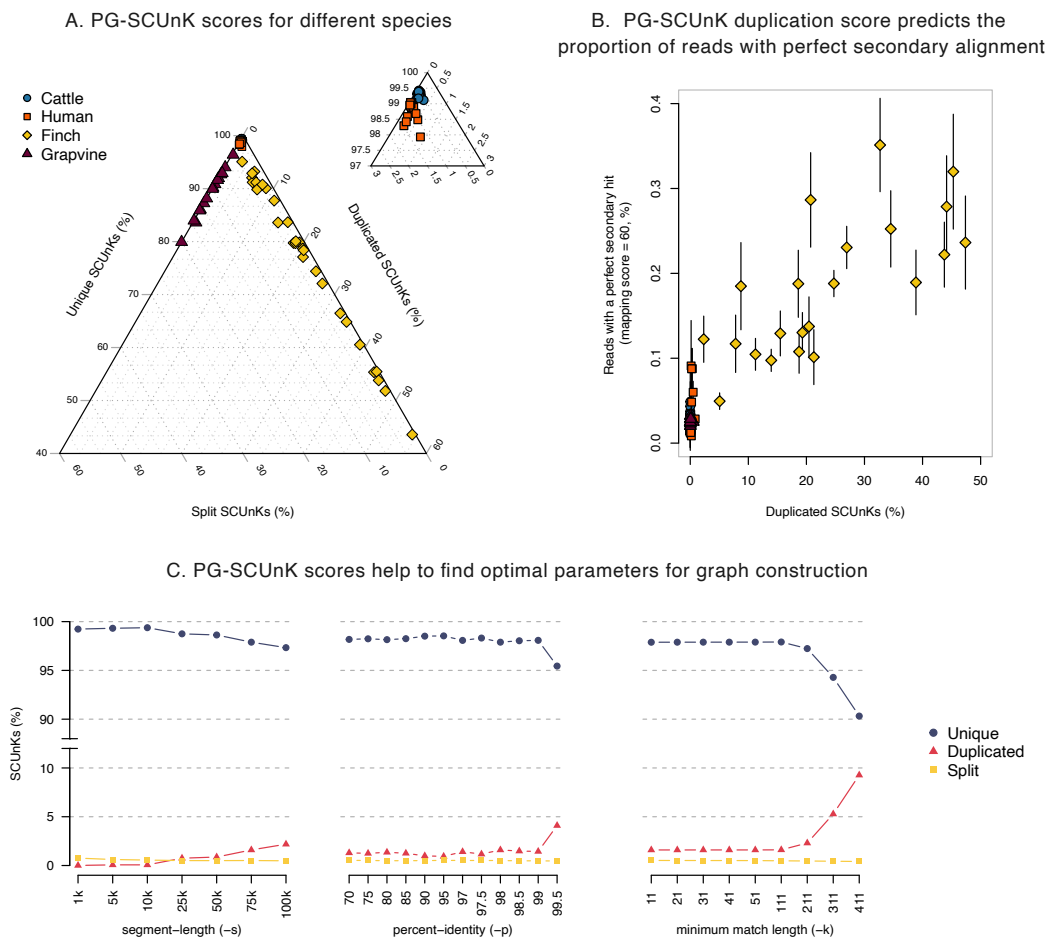 A. PG-SCUnK scores for different species
Cattle
Human
Finch
Grapvine
100
90
80
70
60
50
40
Unique SCUnKs (%)
0
10
20
30
40
50
60
Duplicated SCUnKs (%)
60
50
40
30
20
10
0
Split SCUnKs (%)
100
99.5
99
98.5
98
97
0
0.5
1
1.5
2
2.5
3
3
2.5
2
1.5
1
0.5
0
B. PG-SCUnK duplication score predicts the
proportion of reads with perfect secondary alignment
Reads with a perfect secondary hit
(mapping score = 60, %)
0.4
0.3
0.2
0.1
0.0
0 10 20 30 40 50
Duplicated SCUnKs (%)
C. PG-SCUnK scores help to find optimal parameters for graph construction
SCUnKs (%)
100
95
90
10
5
0
1k 5k 10k 25k 50k 75k 100k
segment−length (−s)
70 75 80 85 90 95 97 97.5 98 98.5 99 99.5
percent−identity (−p)
11 21 31 41 51 111 211 311 411
minimum match length (−k)
Unique
Duplicated
Split